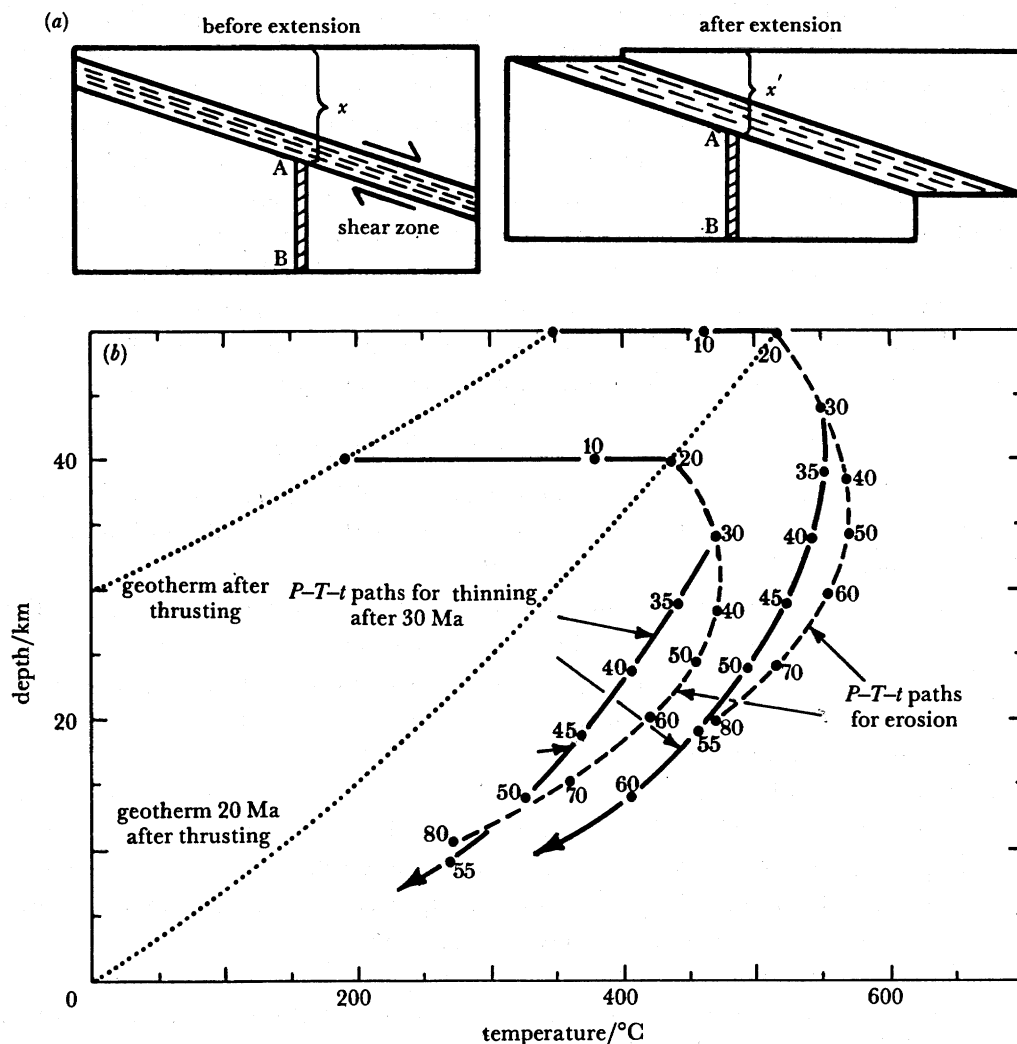 (a)
before extension
after extension
x
x′
A
A
shear zone
B
B
(b)
10
20
40
10
20
30
30
35
40
40
50
geotherm after
thrusting
P–T–t paths for thinning
after 30 Ma
35
40
45
60
depth/km
40
50
50
70
P–T–t paths
for erosion
20
45
60
55
80
50
70
60
geotherm 20 Ma
after thrusting
80
55
0
200
400
600
temperature/°C